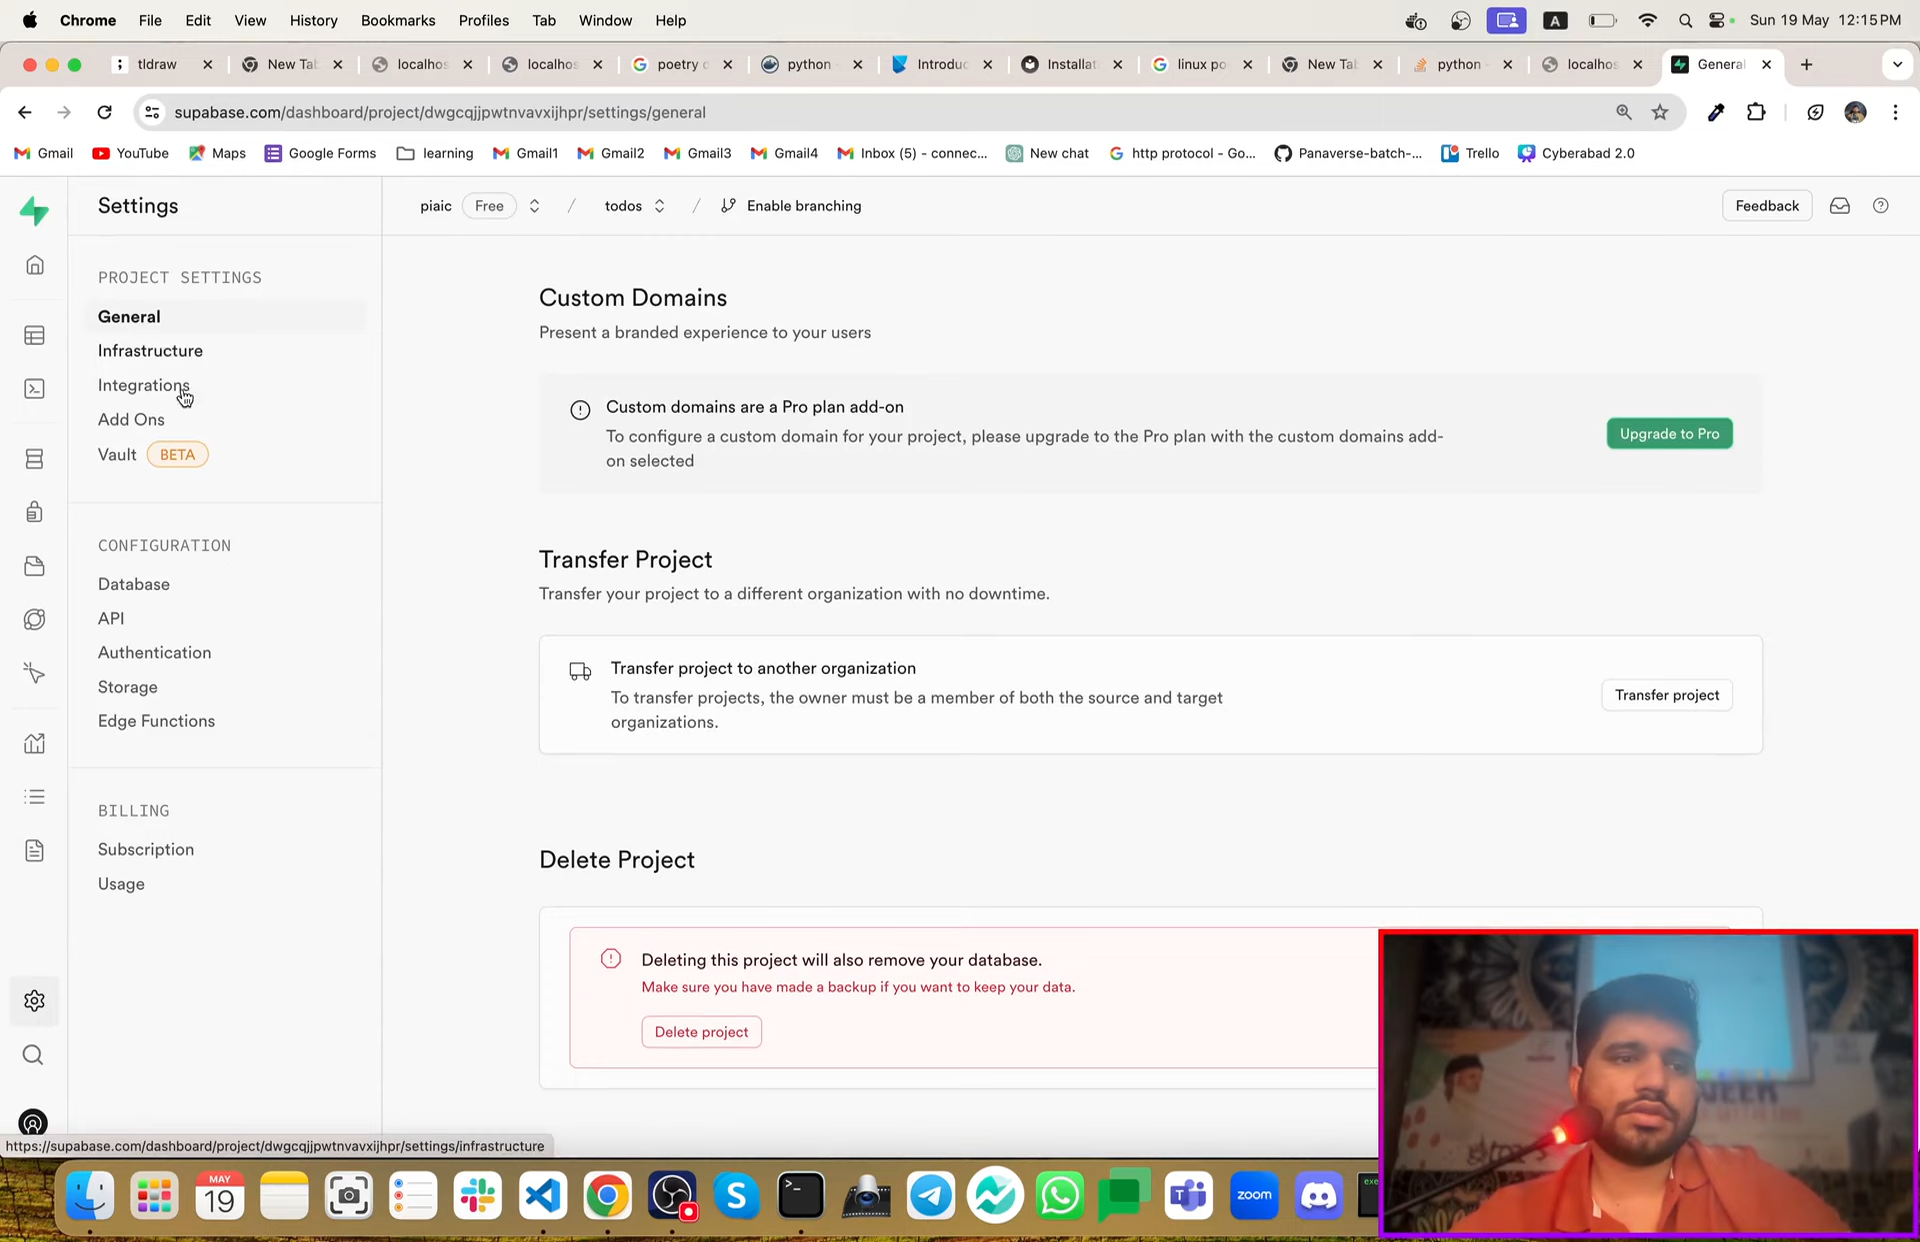 Chrome File Edit View History Bookmarks Profiles Tab Window Help
A
Sun 19 May 12:15 PM
tldraw
New Tab
localhos
localhos
poetry
python
Introduc
Installat
linux po
New Tab
python
localhos
General
supabase.com/dashboard/project/dwgcqjjpwtnvavxijhpr/settings/general
Gmail
YouTube
Maps
Google Forms
learning
Gmail1
Gmail2
Gmail3
Gmail4
Inbox (5) - connec...
New chat
http protocol - Go...
Panaverse-batch-...
Trello
Cyberabad 2.0
Settings
piaic Free / todos / Enable branching
Feedback
PROJECT SETTINGS
General
Infrastructure
Integrations
Add Ons
Vault BETA
CONFIGURATION
Database
API
Authentication
Storage
Edge Functions
BILLING
Subscription
Usage
Custom Domains
Present a branded experience to your users
Custom domains are a Pro plan add-on
To configure a custom domain for your project, please upgrade to the Pro plan with the custom domains add-
on selected
Upgrade to Pro
Transfer Project
Transfer your project to a different organization with no downtime.
Transfer project to another organization
To transfer projects, the owner must be a member of both the source and target
organizations.
Transfer project
Delete Project
Deleting this project will also remove your database.
Make sure you have made a backup if you want to keep your data.
Delete project
https://supabase.com/dashboard/project/dwgcqjjpwtnvavxijhpr/settings/infrastructure
MAY
19
zoom
exe